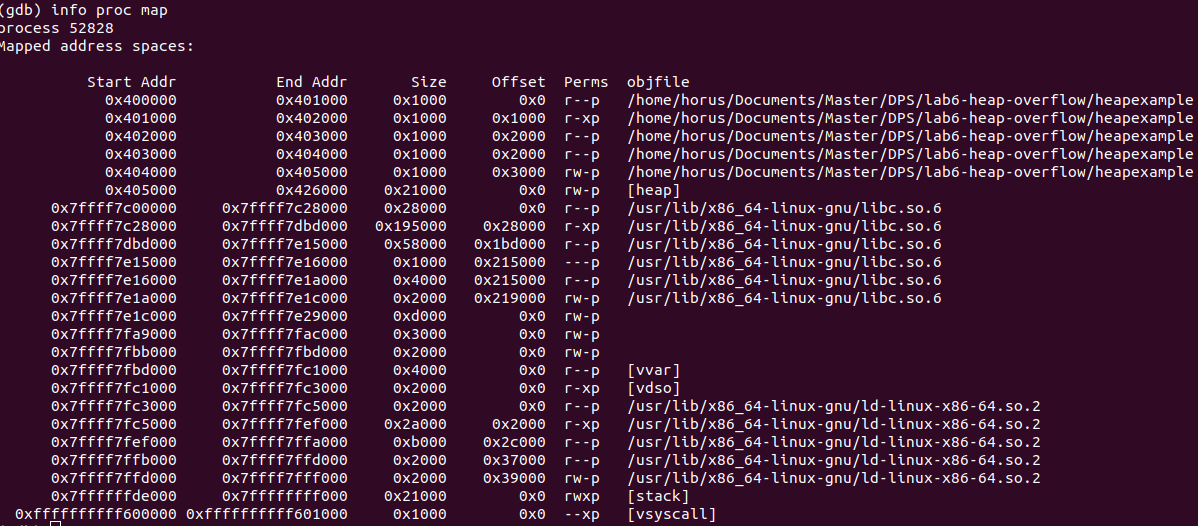 (gdb) info proc map
process 52828
Mapped address spaces:
Start Addr End Addr Size Offset Perms objfile
0x400000 0x401000 0x1000 0x0 r--p /home/horus/Documents/Master/DPS/lab6-heap-overflow/heapexample
0x401000 0x402000 0x1000 0x1000 r-xp /home/horus/Documents/Master/DPS/lab6-heap-overflow/heapexample
0x402000 0x403000 0x1000 0x2000 r--p /home/horus/Documents/Master/DPS/lab6-heap-overflow/heapexample
0x403000 0x404000 0x1000 0x2000 r--p /home/horus/Documents/Master/DPS/lab6-heap-overflow/heapexample
0x404000 0x405000 0x1000 0x3000 rw-p /home/horus/Documents/Master/DPS/lab6-heap-overflow/heapexample
0x405000 0x426000 0x21000 0x0 rw-p [heap]
0x7ffff7c00000 0x7ffff7c28000 0x28000 0x0 r--p /usr/lib/x86_64-linux-gnu/libc.so.6
0x7ffff7c28000 0x7ffff7dbd000 0x195000 0x28000 r-xp /usr/lib/x86_64-linux-gnu/libc.so.6
0x7ffff7dbd000 0x7ffff7e15000 0x58000 0x1bd000 r--p /usr/lib/x86_64-linux-gnu/libc.so.6
0x7ffff7e15000 0x7ffff7e16000 0x1000 0x215000 ---p /usr/lib/x86_64-linux-gnu/libc.so.6
0x7ffff7e16000 0x7ffff7e1a000 0x4000 0x215000 r--p /usr/lib/x86_64-linux-gnu/libc.so.6
0x7ffff7e1a000 0x7ffff7e1c000 0x2000 0x219000 rw-p /usr/lib/x86_64-linux-gnu/libc.so.6
0x7ffff7e1c000 0x7ffff7e29000 0xd000 0x0 rw-p
0x7ffff7fa9000 0x7ffff7fac000 0x3000 0x0 rw-p
0x7ffff7fbb000 0x7ffff7fbd000 0x2000 0x0 rw-p
0x7ffff7fbd000 0x7ffff7fc1000 0x4000 0x0 r--p [vvar]
0x7ffff7fc1000 0x7ffff7fc3000 0x2000 0x0 r-xp [vdso]
0x7ffff7fc3000 0x7ffff7fc5000 0x2000 0x0 r--p /usr/lib/x86_64-linux-gnu/ld-linux-x86-64.so.2
0x7ffff7fc5000 0x7ffff7fef000 0x2a000 0x2000 r-xp /usr/lib/x86_64-linux-gnu/ld-linux-x86-64.so.2
0x7ffff7fef000 0x7ffff7ffa000 0xb000 0x2c000 r--p /usr/lib/x86_64-linux-gnu/ld-linux-x86-64.so.2
0x7ffff7ffb000 0x7ffff7ffd000 0x2000 0x37000 r--p /usr/lib/x86_64-linux-gnu/ld-linux-x86-64.so.2
0x7ffff7ffd000 0x7ffff7fff000 0x2000 0x39000 rw-p /usr/lib/x86_64-linux-gnu/ld-linux-x86-64.so.2
0x7ffffffde000 0x7ffffffff000 0x21000 0x0 rwxp [stack]
0xffffffffff600000 0xffffffffff601000 0x1000 0x0 --xp [vsyscall]